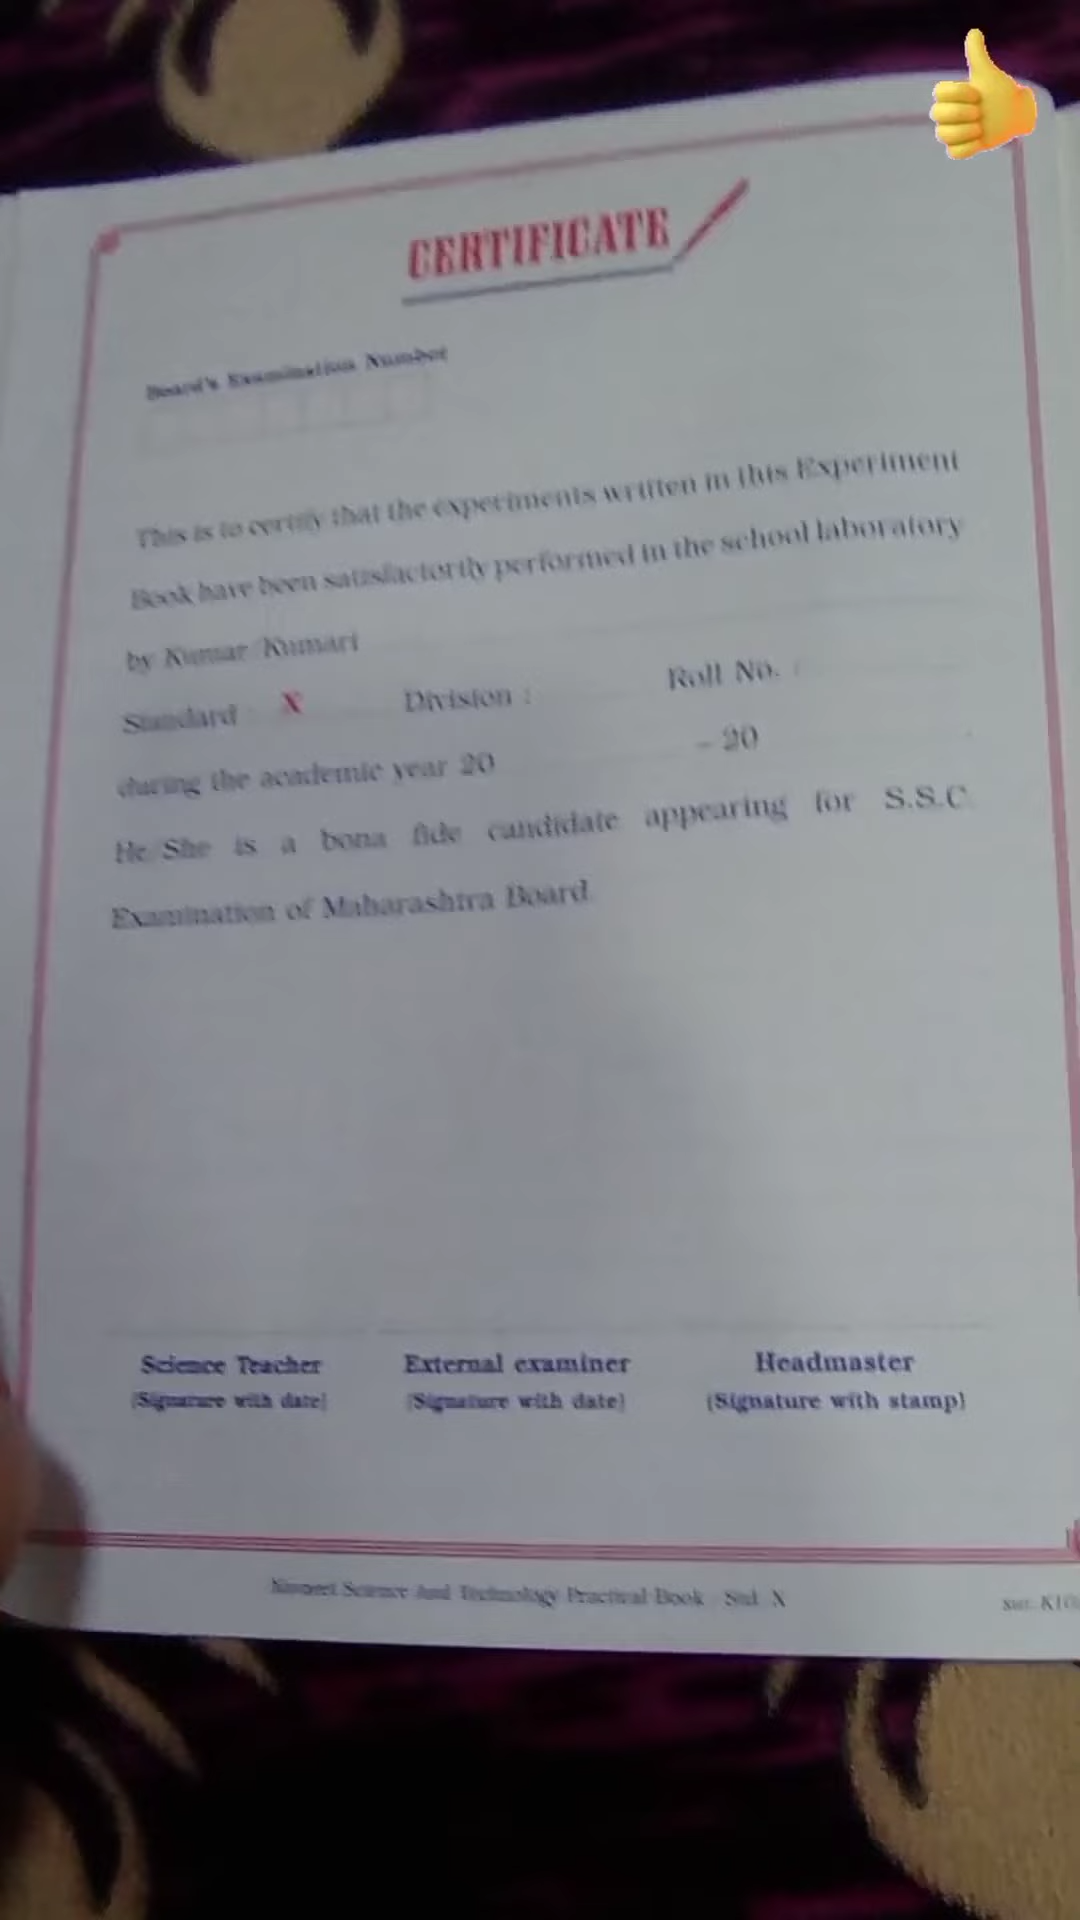 CERTIFICATE
Board's Examination Number
This is to certify that the experiments written in this Experiment
Book have been satisfactorily performed in the school laboratory
by Kumar/Kumari
Standard : X Division : Roll No. :
during the academic year 20 – 20 .
He/She is a bona fide candidate appearing for S.S.C.
Examination of Maharashtra Board.
Science Teacher External examiner Headmaster
(Signature with date) (Signature with date) (Signature with stamp)
Navneet Science And Technology Practical Book : Std. X